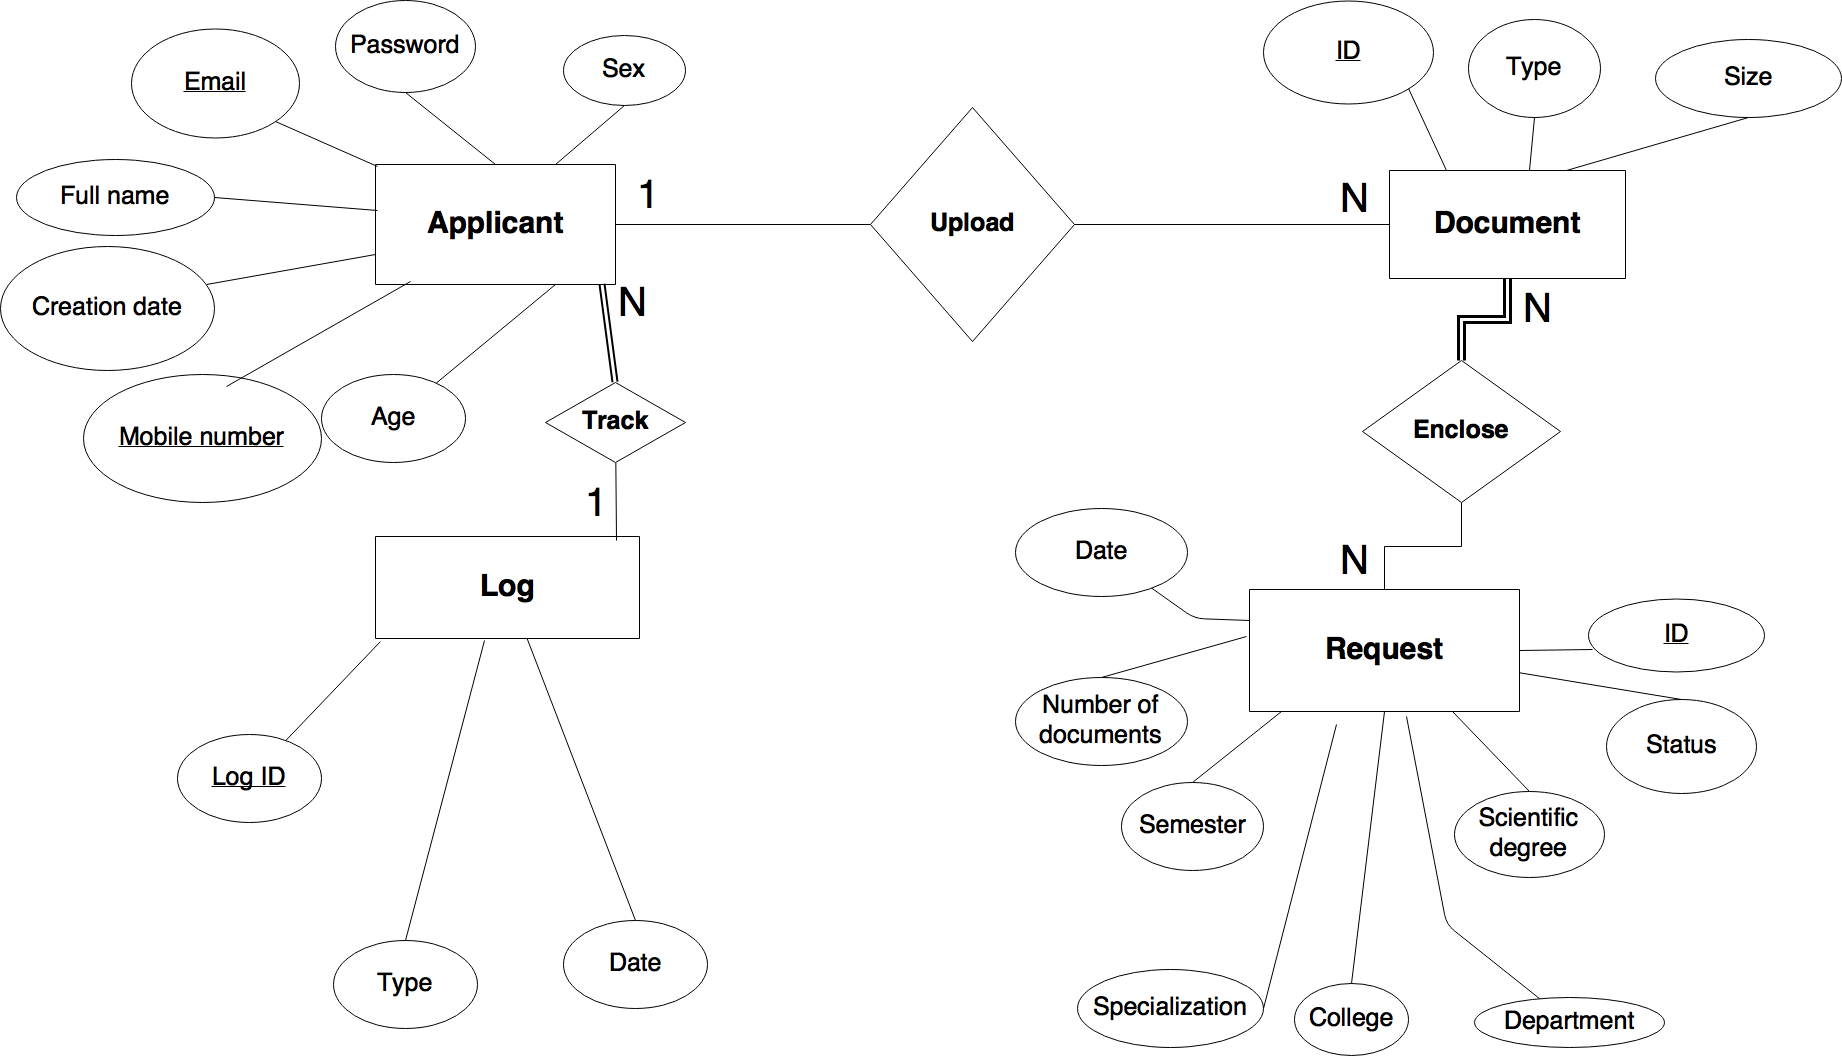 Password
Sex
Email
Full name
Applicant
1
Creation date
N
Mobile number
Age
Track
1
Log
Log ID
Type
Date
Upload
N
ID
Type
Size
Document
N
Enclose
N
Date
Request
ID
Number of
documents
Status
Semester
Scientific
degree
Specialization
College
Department